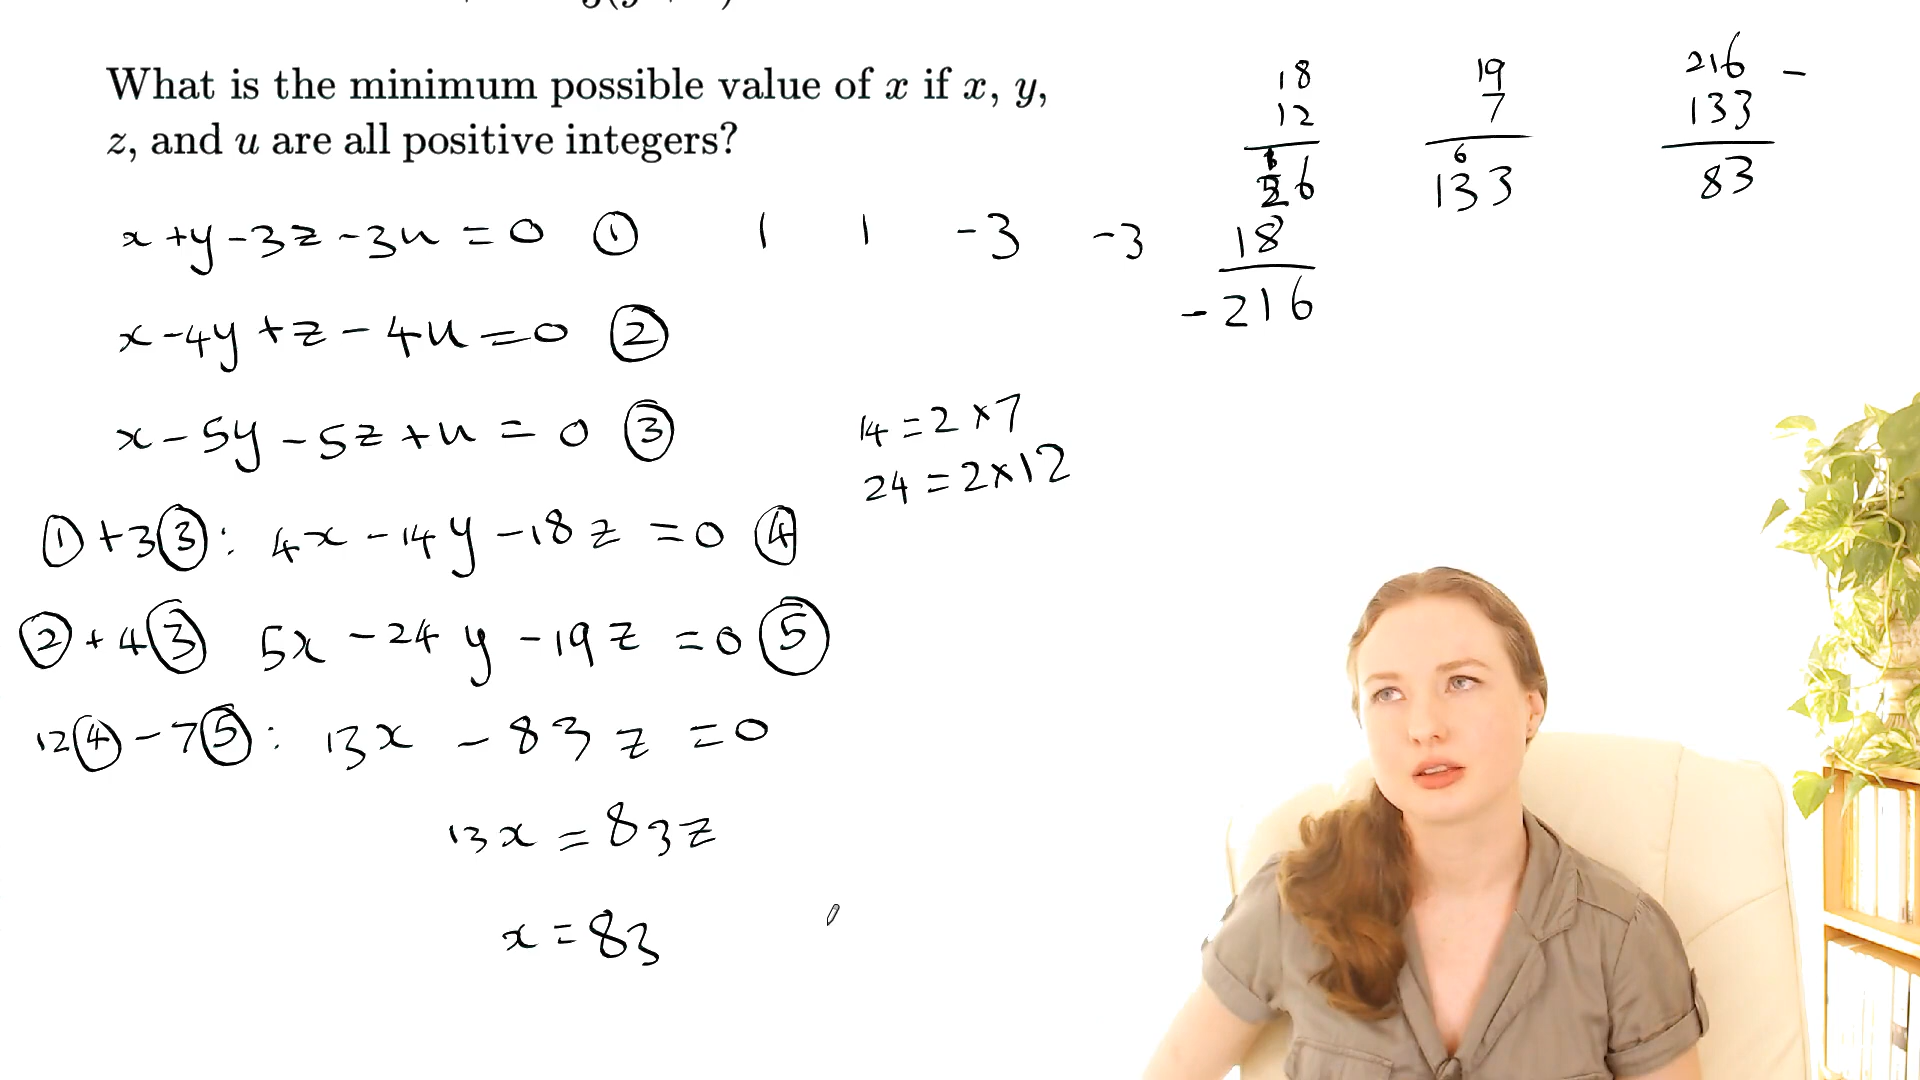 What is the minimum possible value of x if x, y,
z, and u are all positive integers?
x + y - 3z - 3u = 0 ①
x - 4y + z - 4u = 0 ②
x - 5y - 5z + u = 0 ③
① + 3③: 4x - 14y - 18z = 0 ④
② + 4③ 5x - 24y - 19z = 0 ⑤
12④ - 7⑤: 13x - 83z = 0
13x = 83z
x = 83
1 1 -3 -3
14 = 2 × 7
24 = 2 × 12
18
12
36
18
-216
19
7
6
133
216 -
133
83